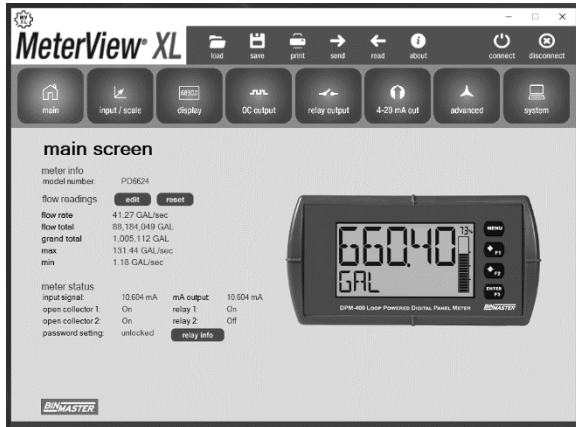 MeterView® XL
load save print send read about connect disconnect
main input / scale display OC output relay output 4-20 mA out advanced system
main screen
meter info
model number: PD6624
flow readings edit reset
flow rate 41.27 GAL/sec
flow total 88,184,049 GAL
grand total 1,005,112 GAL
max 131.44 GAL/sec
min 1.18 GAL/sec
meter status
input signal: 10.604 mA mA output: 10.604 mA
open collector 1: On relay 1: On
open collector 2: On relay 2: Off
password setting: unlocked relay info
660.40 73%
GAL
MENU
F1
F2
ENTER
F3
DPM-400 LOOP POWERED DIGITAL PANEL METER BINMASTER
BINMASTER